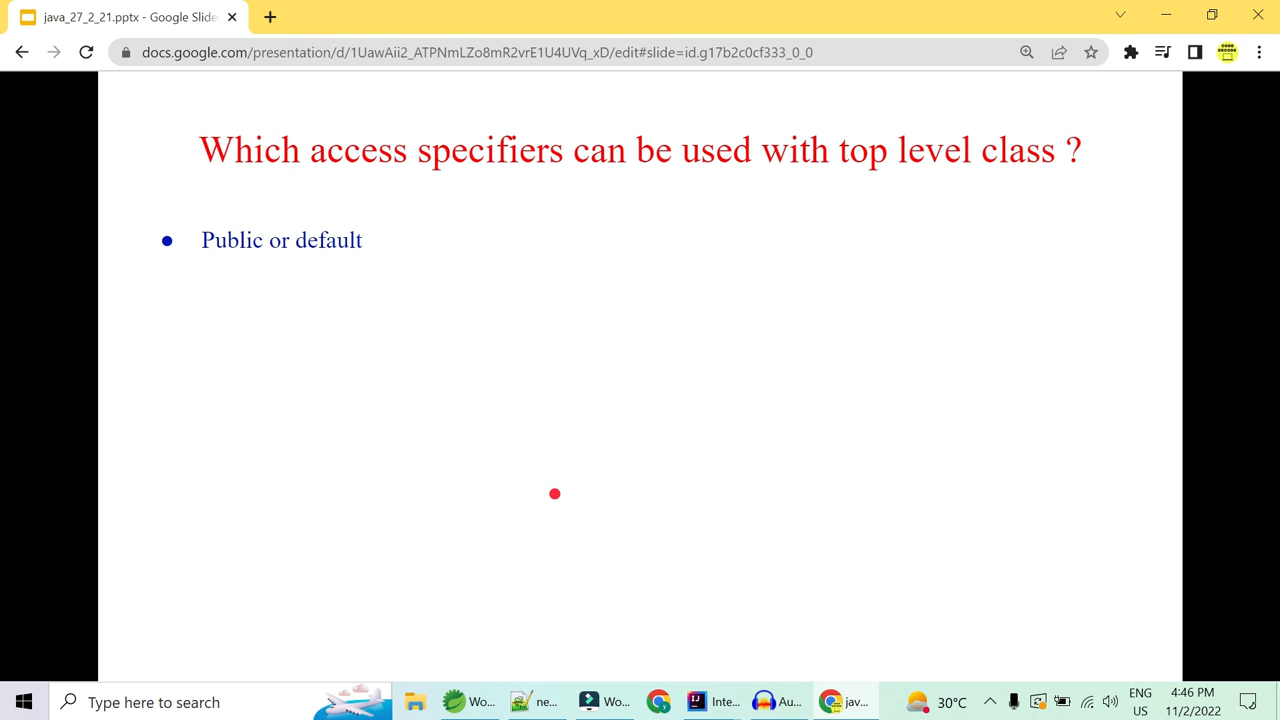 java_27_2_21.pptx - Google Slide
docs.google.com/presentation/d/1UawAii2_ATPNmLZo8mR2vrE1U4UVq_xD/edit#slide=id.g17b2c0cf333_0_0
CODE
DECODE
Which access specifiers can be used with top level class ?
● Public or default
Type here to search
Wo...
ne...
Wo...
Inte...
Au...
jav...
30°C
ENG
US
4:46 PM
11/2/2022